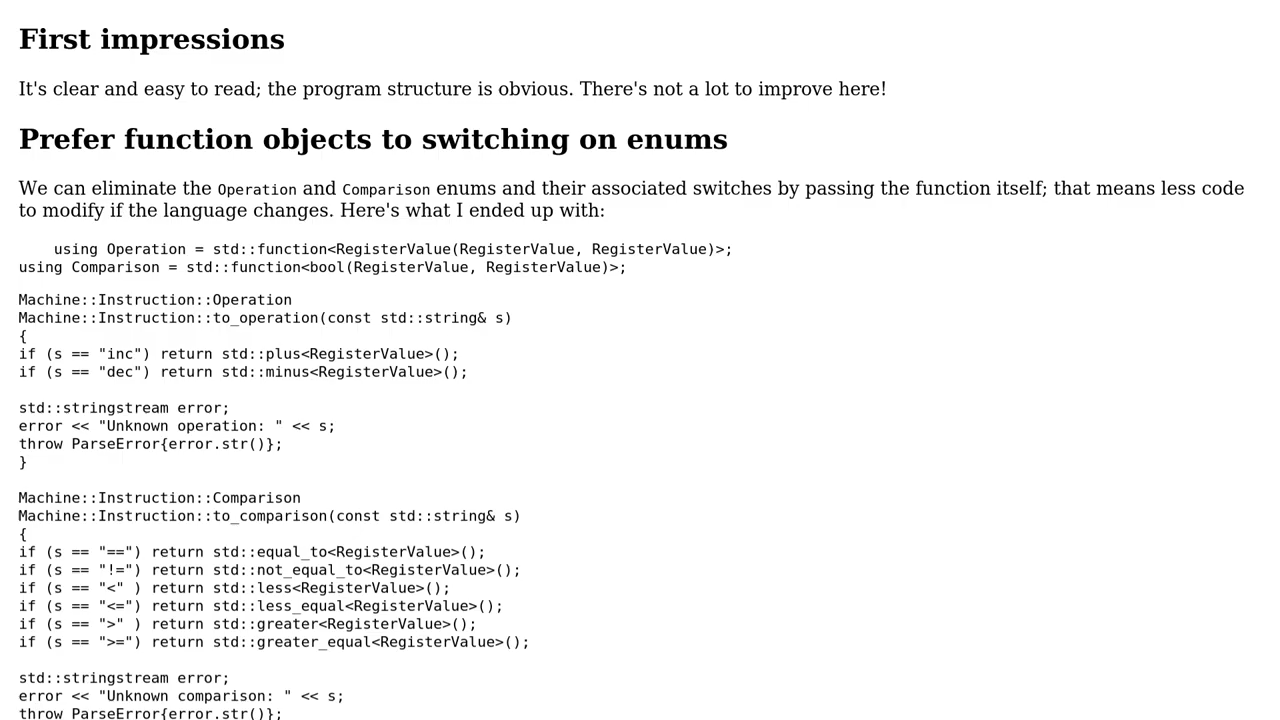 First impressions
It's clear and easy to read; the program structure is obvious. There's not a lot to improve here!
Prefer function objects to switching on enums
We can eliminate the Operation and Comparison enums and their associated switches by passing the function itself; that means less code
to modify if the language changes. Here's what I ended up with:
    using Operation = std::function<RegisterValue(RegisterValue, RegisterValue)>;
using Comparison = std::function<bool(RegisterValue, RegisterValue)>;
Machine::Instruction::Operation
Machine::Instruction::to_operation(const std::string& s)
{
if (s == "inc") return std::plus<RegisterValue>();
if (s == "dec") return std::minus<RegisterValue>();
std::stringstream error;
error << "Unknown operation: " << s;
throw ParseError{error.str()};
}
Machine::Instruction::Comparison
Machine::Instruction::to_comparison(const std::string& s)
{
if (s == "==") return std::equal_to<RegisterValue>();
if (s == "!=") return std::not_equal_to<RegisterValue>();
if (s == "<" ) return std::less<RegisterValue>();
if (s == "<=") return std::less_equal<RegisterValue>();
if (s == ">" ) return std::greater<RegisterValue>();
if (s == ">=") return std::greater_equal<RegisterValue>();
std::stringstream error;
error << "Unknown comparison: " << s;
throw ParseError{error.str()};